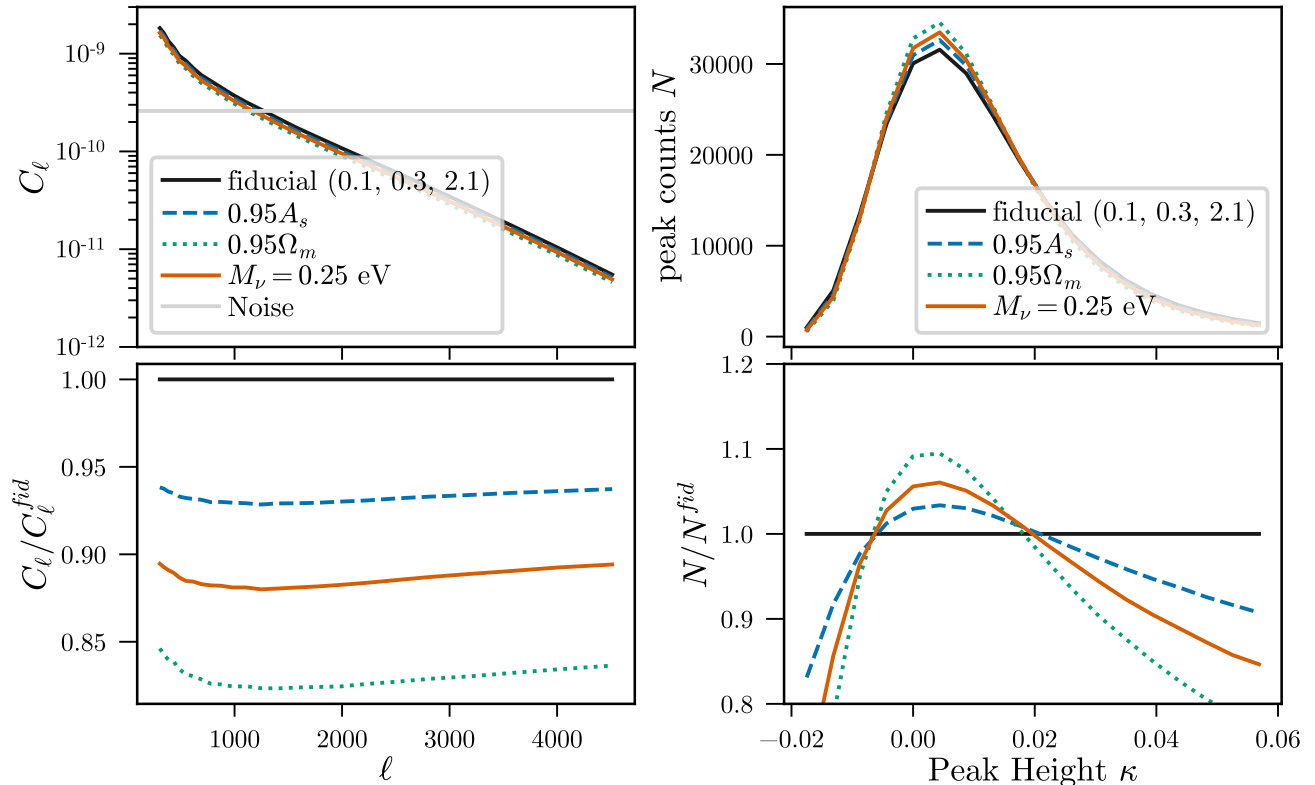 10⁻⁹
10⁻¹⁰
10⁻¹¹
10⁻¹²
C_ℓ
fiducial (0.1, 0.3, 2.1)
0.95A_s
0.95Ω_m
M_ν = 0.25 eV
Noise
30000
20000
10000
0
peak counts N
fiducial (0.1, 0.3, 2.1)
0.95A_s
0.95Ω_m
M_ν = 0.25 eV
1.00
0.95
0.90
0.85
C_ℓ/C_ℓ^{fid}
1000 2000 3000 4000
ℓ
1.2
1.1
1.0
0.9
0.8
N/N^{fid}
−0.02 0.00 0.02 0.04 0.06
Peak Height κ